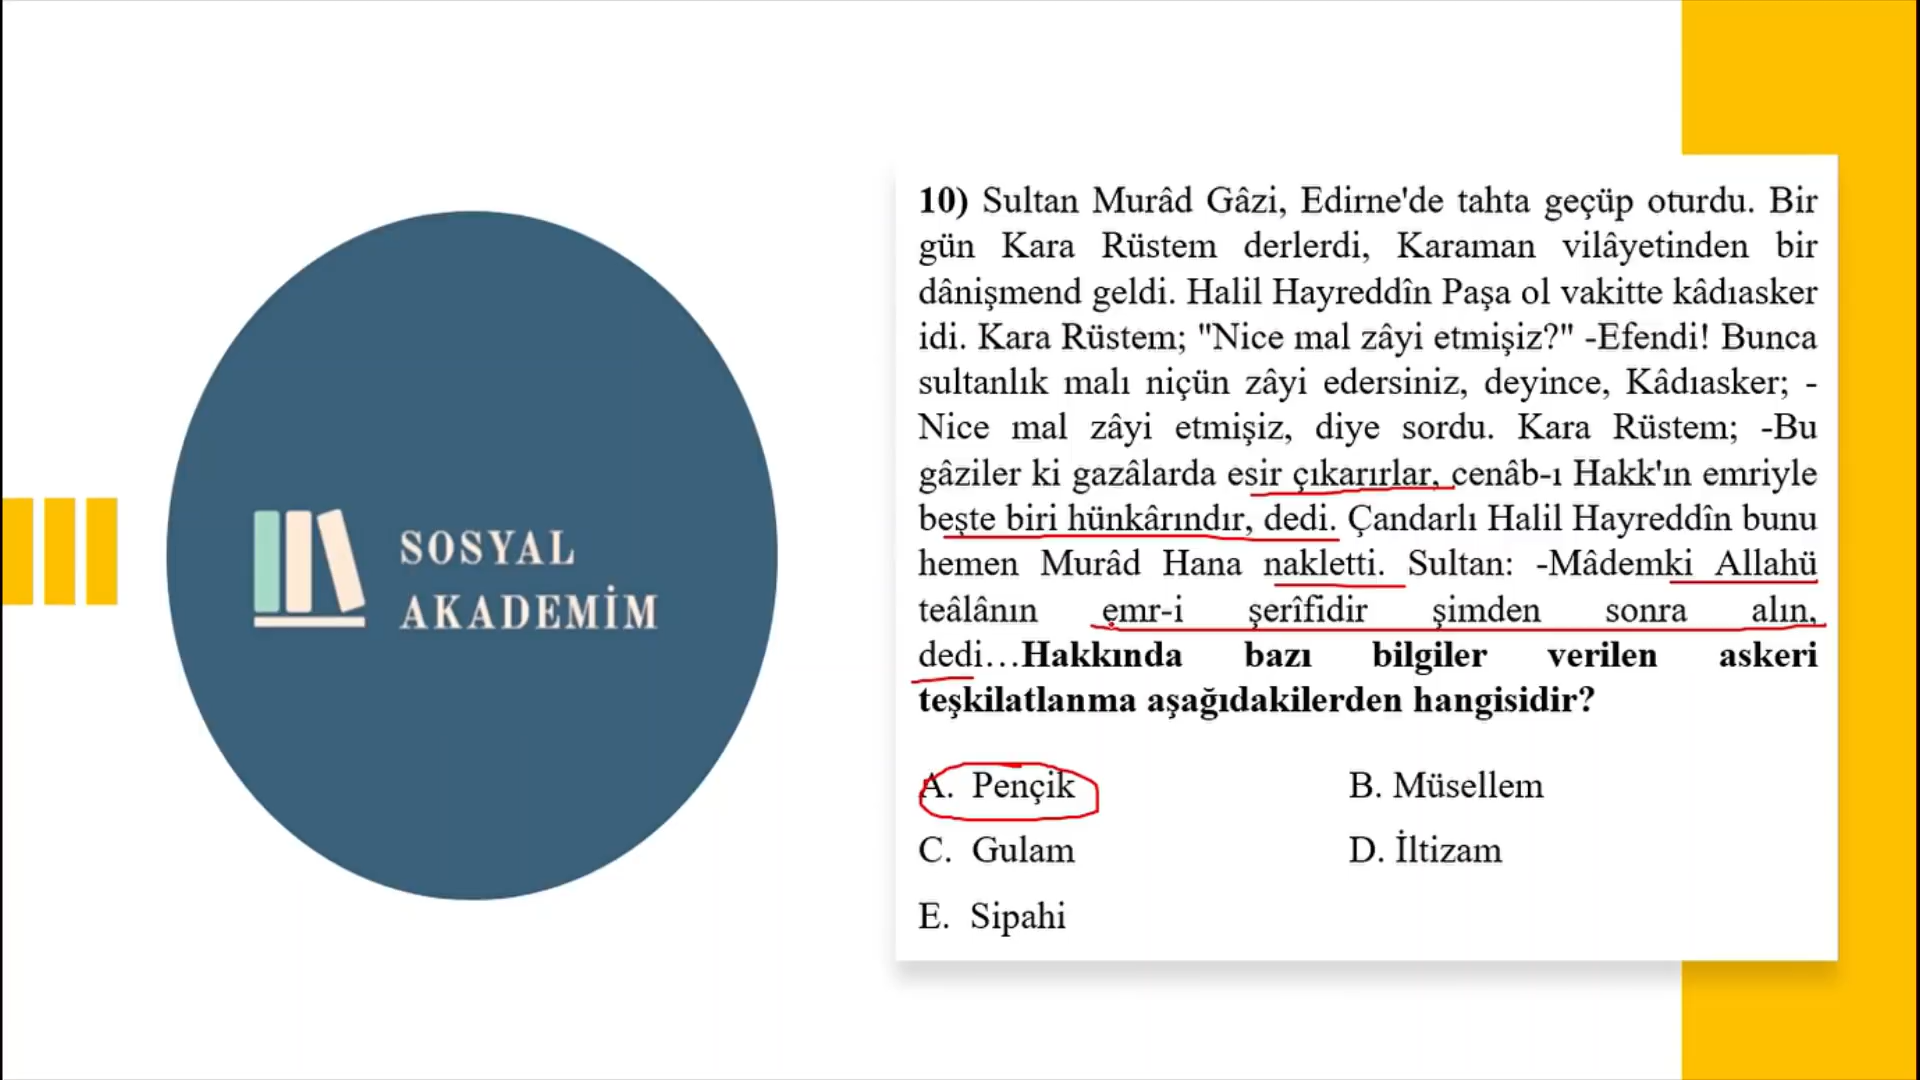 SOSYAL
AKADEMİM
10) Sultan Murâd Gâzi, Edirne'de tahta geçüp oturdu. Bir
gün Kara Rüstem derlerdi, Karaman vilâyetinden bir
dânişmend geldi. Halil Hayreddîn Paşa ol vakitte kâdıasker
idi. Kara Rüstem; "Nice mal zâyi etmişiz?" -Efendi! Bunca
sultanlık malı niçün zâyi edersiniz, deyince, Kâdıasker; -
Nice mal zâyi etmişiz, diye sordu. Kara Rüstem; -Bu
gâziler ki gazâlarda esir çıkarırlar, cenâb-ı Hakk'ın emriyle
beşte biri hünkârındır, dedi. Çandarlı Halil Hayreddîn bunu
hemen Murâd Hana nakletti. Sultan: -Mâdemki Allahü
teâlânın emr-i şerîfidir şimden sonra alın,
dedi…Hakkında bazı bilgiler verilen askeri
teşkilatlanma aşağıdakilerden hangisidir?
A. Pençik
B. Müsellem
C. Gulam
D. İltizam
E. Sipahi